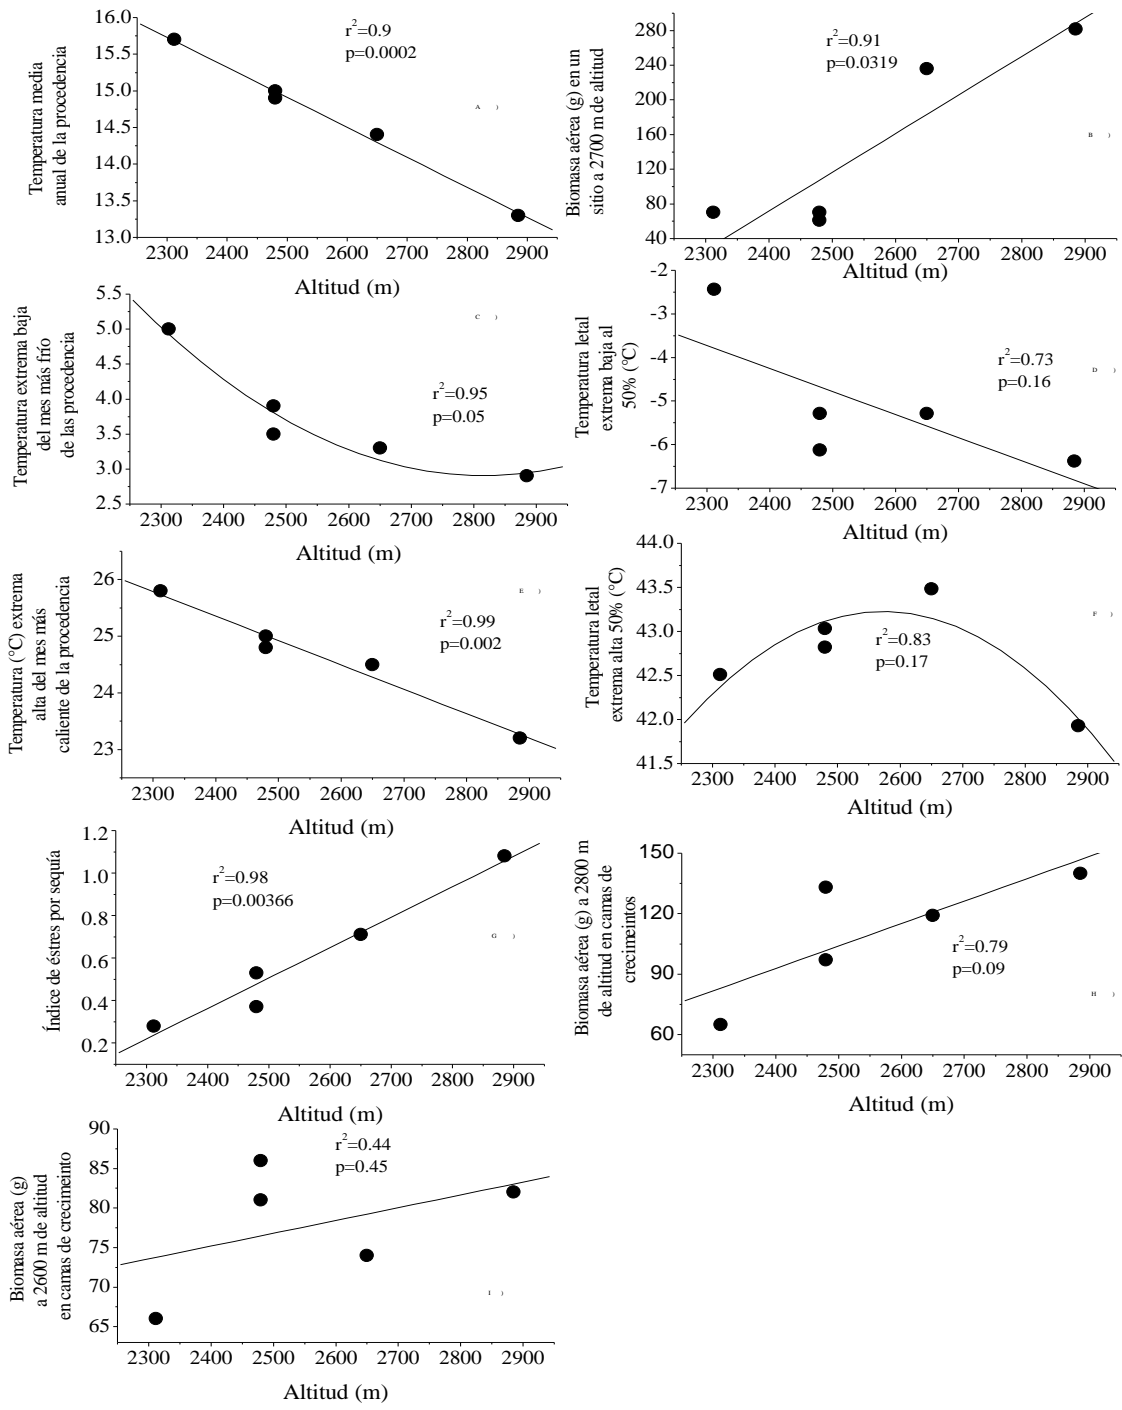 Temperatura media
anual de la procedencia
16.0
15.5
15.0
14.5
14.0
13.5
13.0
r²=0.9
p=0.0002
A )
2300 2400 2500 2600 2700 2800 2900
Altitud (m)
Biomasa aérea (g) en un
sitio a 2700 m de altitud
280
240
200
160
120
80
40
r²=0.91
p=0.0319
B )
2300 2400 2500 2600 2700 2800 2900
Altitud (m)
Temperatura extrema baja
del mes más frío
de las procedencia
5.5
5.0
4.5
4.0
3.5
3.0
2.5
C )
r²=0.95
p=0.05
2300 2400 2500 2600 2700 2800 2900
Altitud (m)
Temperatura letal
extrema baja al
50% (°C)
-2
-3
-4
-5
-6
-7
r²=0.73
p=0.16
D )
2300 2400 2500 2600 2700 2800 2900
Altitud (m)
Temperatura (°C) extrema
alta del mes más
caliente de la procedencia
26
25
24
23
E )
r²=0.99
p=0.002
2300 2400 2500 2600 2700 2800 2900
Altitud (m)
Temperatura letal
extrema alta 50% (°C)
44.0
43.5
43.0
42.5
42.0
41.5
F )
r²=0.83
p=0.17
2300 2400 2500 2600 2700 2800 2900
Altitud (m)
Índice de éstres por sequía
1.2
1.0
0.8
0.6
0.4
0.2
r²=0.98
p=0.00366
G )
2300 2400 2500 2600 2700 2800 2900
Altitud (m)
Biomasa aérea (g) a 2800 m
de altitud en camas de
crecimeintos
150
120
90
60
r²=0.79
p=0.09
H )
2300 2400 2500 2600 2700 2800 2900
Altitud (m)
Biomasa aérea (g)
a 2600 m de altitud
en camas de crecimeinto
90
85
80
75
70
65
r²=0.44
p=0.45
I )
2300 2400 2500 2600 2700 2800 2900
Altitud (m)